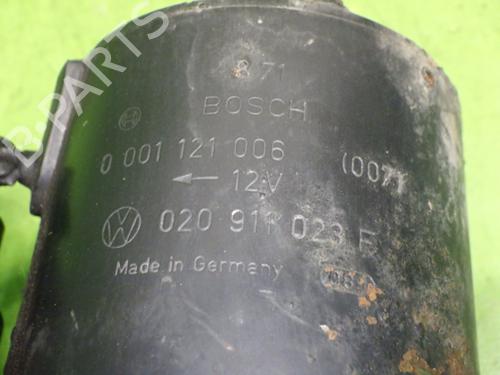 8 71
BOSCH
0 001 121 006 (007)
← 12V
020 911 023 F
Made in Germany
B-Parts